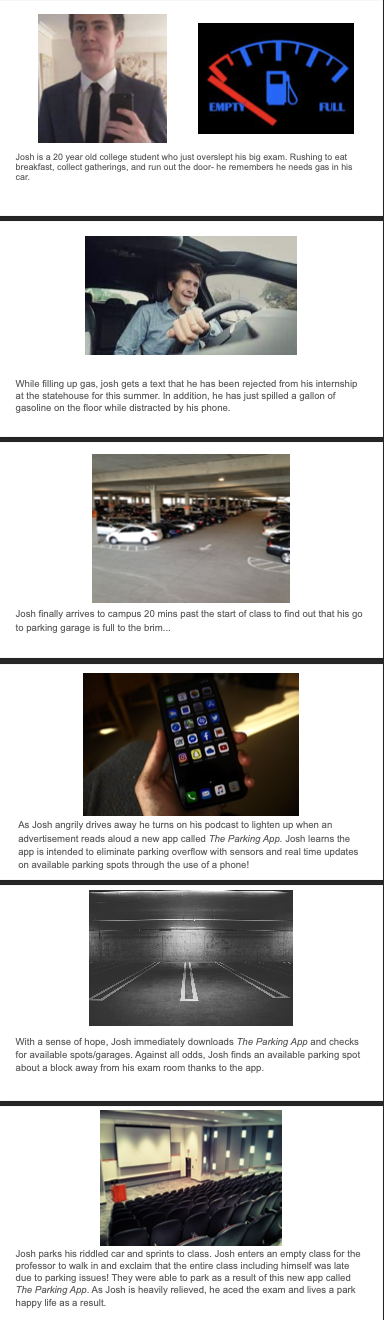 EMPTY FULL
Josh is a 20 year old college student who just overslept his big exam. Rushing to eat
breakfast, collect gatherings, and run out the door- he remembers he needs gas in his
car.
While filling up gas, josh gets a text that he has been rejected from his internship
at the statehouse for this summer. In addition, he has just spilled a gallon of
gasoline on the floor while distracted by his phone.
Josh finally arrives to campus 20 mins past the start of class to find out that his go
to parking garage is full to the brim...
As Josh angrily drives away he turns on his podcast to lighten up when an
advertisement reads aloud a new app called The Parking App. Josh learns the
app is intended to eliminate parking overflow with sensors and real time updates
on available parking spots through the use of a phone!
With a sense of hope, Josh immediately downloads The Parking App and checks
for available spots/garages. Against all odds, Josh finds an available parking spot
about a block away from his exam room thanks to the app.
Josh parks his riddled car and sprints to class. Josh enters an empty class for the
professor to walk in and exclaim that the entire class including himself was late
due to parking issues! They were able to park as a result of this new app called
The Parking App. As Josh is heavily relieved, he aced the exam and lives a park
happy life as a result.